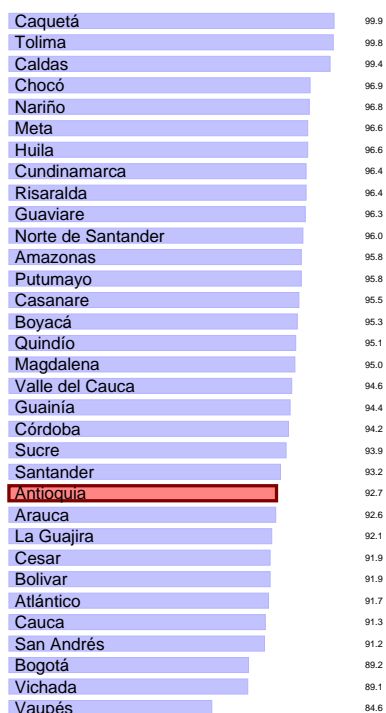 Caquetá 99.9
Tolima 99.8
Caldas 99.4
Chocó 96.9
Nariño 96.8
Meta 96.6
Huila 96.6
Cundinamarca 96.4
Risaralda 96.4
Guaviare 96.3
Norte de Santander 96.0
Amazonas 95.8
Putumayo 95.8
Casanare 95.5
Boyacá 95.3
Quindío 95.1
Magdalena 95.0
Valle del Cauca 94.6
Guainía 94.4
Córdoba 94.2
Sucre 93.9
Santander 93.2
Antioquia 92.7
Arauca 92.6
La Guajira 92.1
Cesar 91.9
Bolivar 91.9
Atlántico 91.7
Cauca 91.3
San Andrés 91.2
Bogotá 89.2
Vichada 89.1
Vaupés 84.6